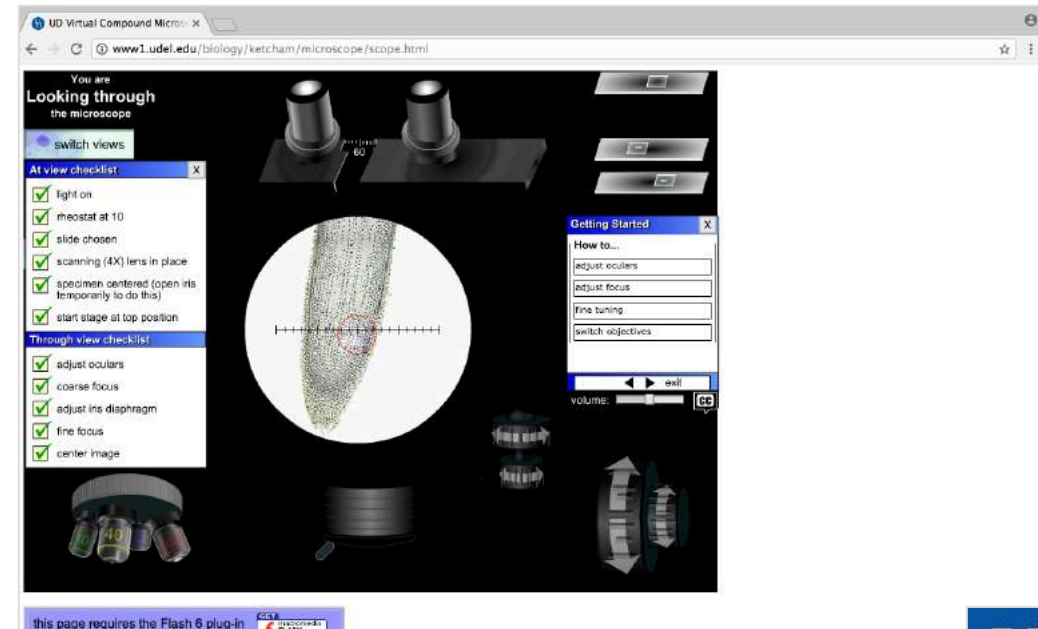 UD Virtual Compound Micros
www1.udel.edu/biology/ketcham/microscope/scope.html
You are
Looking through
the microscope
switch views
At view checklist X
light on
rheostat at 10
slide chosen
scanning (4X) lens in place
specimen centered (open iris
temporarily to do this)
start stage at top position
Through view checklist
adjust oculars
coarse focus
adjust iris diaphragm
fine focus
center image
60
40
Getting Started X
How to...
adjust oculars
adjust focus
fine tuning
switch objectives
exit
volume: CC
this page requires the Flash 6 plug-in
GET
macromedia